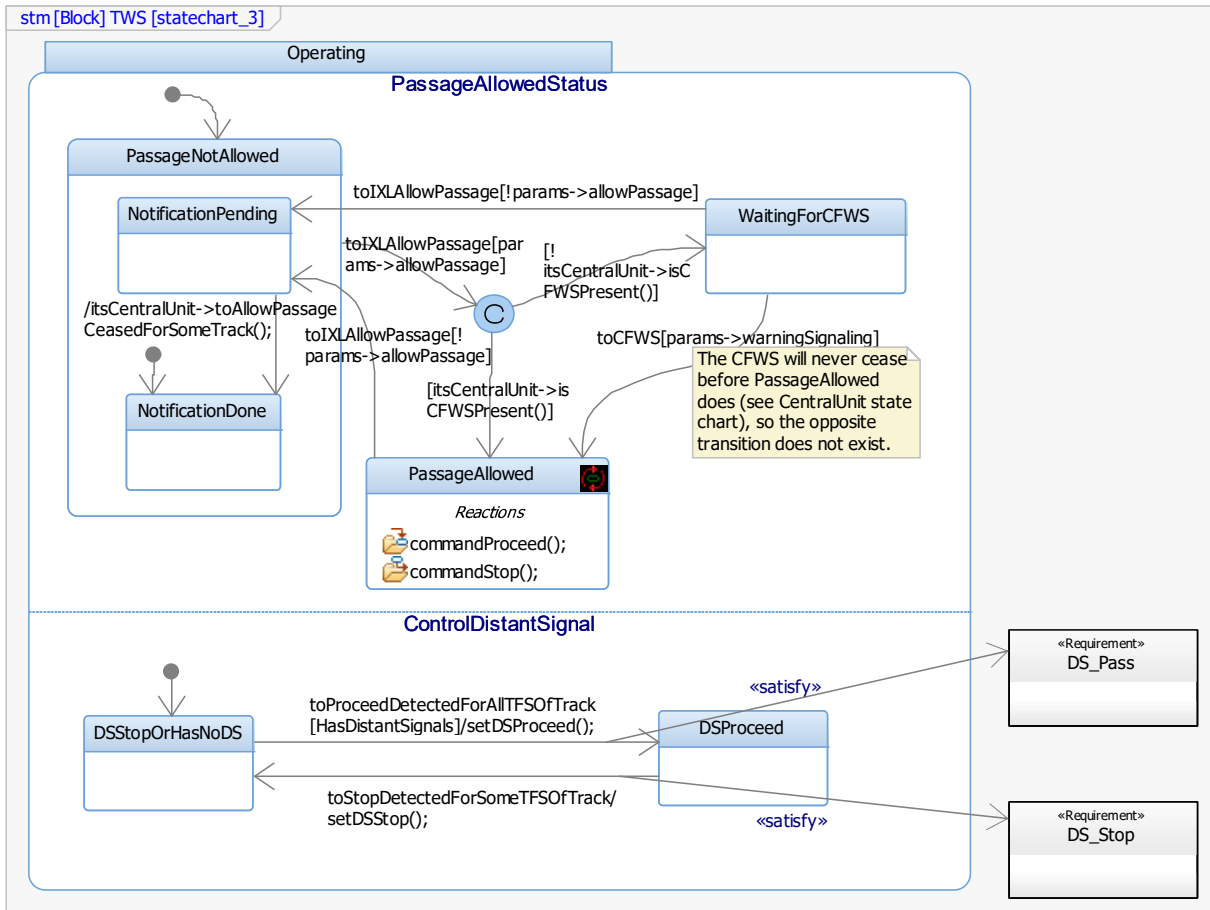 stm [Block] TWS [statechart_3]
Operating
PassageAllowedStatus
PassageNotAllowed
toIXLAllowPassage[!params->allowPassage]
NotificationPending
WaitingForCFWS
toIXLAllowPassage[par
ams->allowPassage]
[!
itsCentralUnit->isC
FWSPresent()]
/itsCentralUnit->toAllowPassage
CeasedForSomeTrack();
C
toIXLAllowPassage[!
params->allowPassage]
toCFWS[params->warningSignaling]
The CFWS will never cease
before PassageAllowed
does (see CentralUnit state
chart), so the opposite
transition does not exist.
[itsCentralUnit->is
CFWSPresent()]
NotificationDone
PassageAllowed
Reactions
commandProceed();
commandStop();
ControlDistantSignal
«Requirement»
DS_Pass
«satisfy»
toProceedDetectedForAllTFSOfTrack
[HasDistantSignals]/setDSProceed();
DSStopOrHasNoDS
DSProceed
toStopDetectedForSomeTFSOfTrack/
setDSStop();
«satisfy»
«Requirement»
DS_Stop